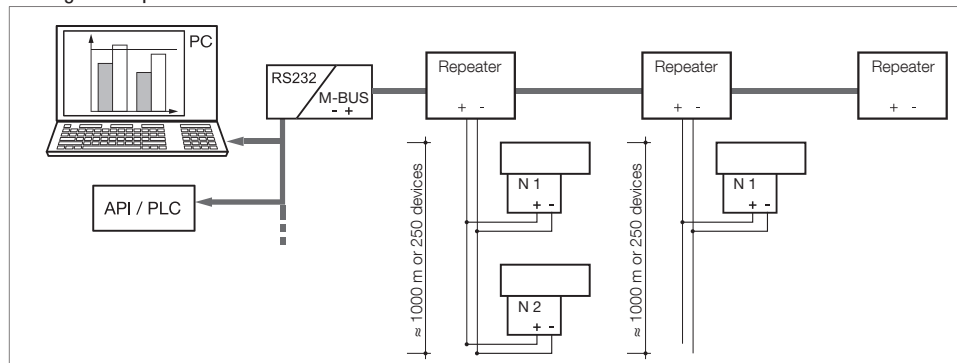 PC
RS232
M-BUS
- +
Repeater
+ -
Repeater
+ -
Repeater
+ -
API / PLC
≈ 1000 m or 250 devices
N 1
+ -
N 2
+ -
≈ 1000 m or 250 devices
N 1
+ -